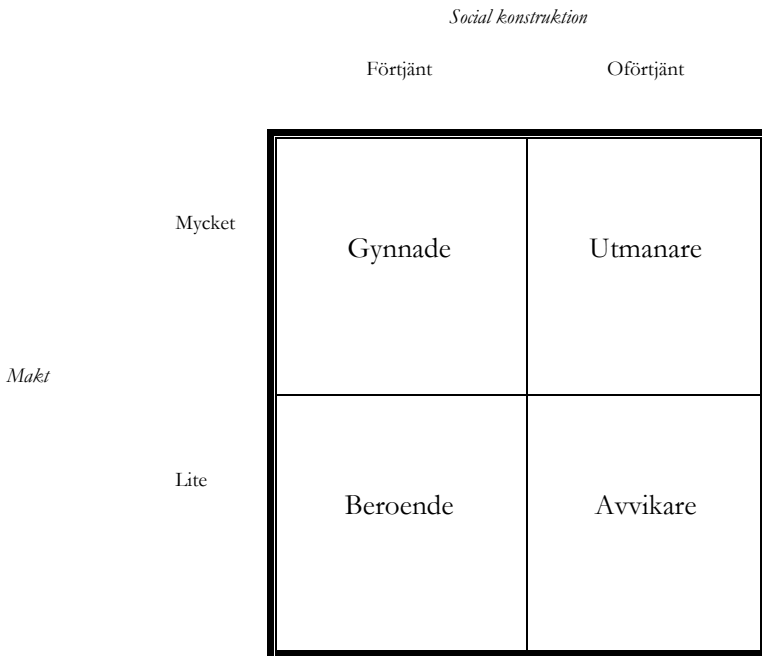 Social konstruktion
Förtjänt Oförtjänt
Mycket
Gynnade Utmanare
Makt
Lite
Beroende Avvikare